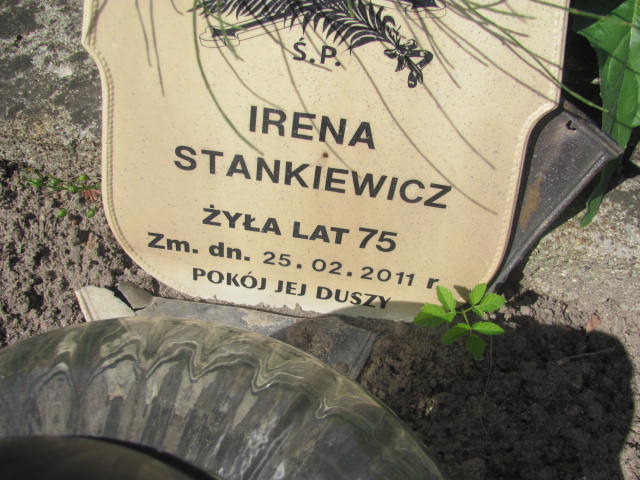 Ś.P.
IRENA
STANKIEWICZ
ŻYŁA LAT 75
Zm. dn. 25.02.2011 r
POKÓJ JEJ DUSZY